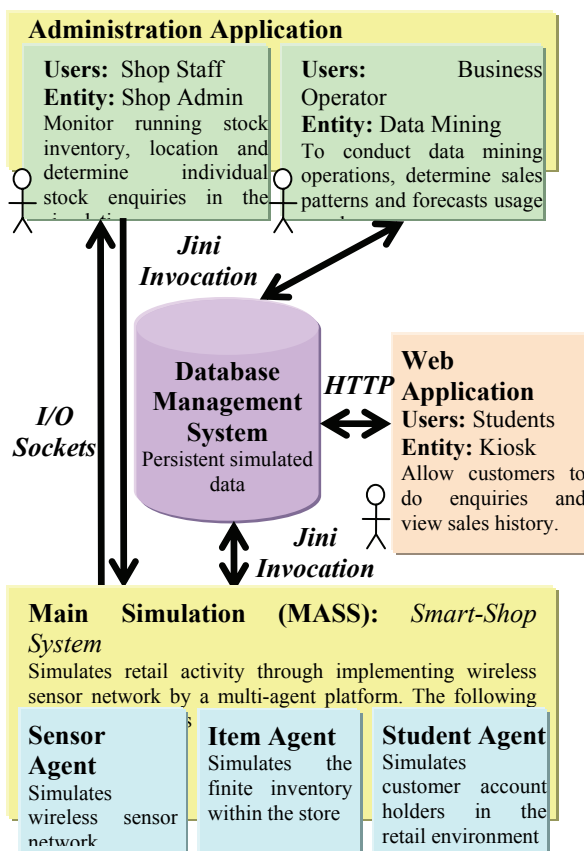 Administration Application
Users: Shop Staff
Entity: Shop Admin
Monitor running stock
inventory, location and
determine individual
stock enquiries in the
Users: Business
Operator
Entity: Data Mining
To conduct data mining
operations, determine sales
patterns and forecasts usage
Jini
Invocation
Database
Management
System
Persistent simulated
data
HTTP
Web
Application
Users: Students
Entity: Kiosk
Allow customers to
do enquiries and
view sales history.
I/O
Sockets
Jini
Invocation
Main Simulation (MASS): Smart-Shop
System
Simulates retail activity through implementing wireless
sensor network by a multi-agent platform. The following
Sensor
Agent
Simulates
wireless sensor
network
Item Agent
Simulates the
finite inventory
within the store
Student Agent
Simulates
customer account
holders in the
retail environment